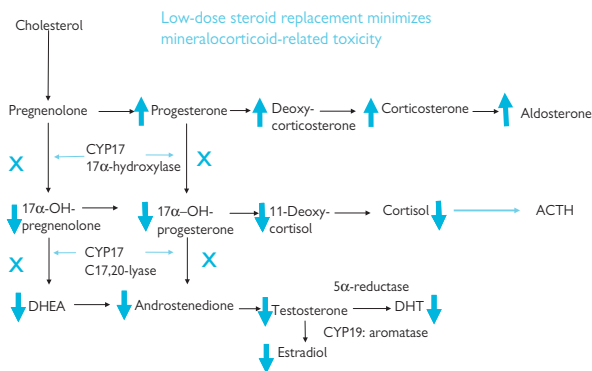 Cholesterol
Low-dose steroid replacement minimizes
mineralocorticoid-related toxicity
Pregnenolone
Progesterone
Deoxy-
corticosterone
Corticosterone
Aldosterone
X
CYP17
17α-hydroxylase
X
17α-OH-
pregnenolone
17α–OH-
progesterone
11-Deoxy-
cortisol
Cortisol
ACTH
X
CYP17
C17,20-lyase
X
DHEA
Androstenedione
Testosterone
5α-reductase
DHT
CYP19: aromatase
Estradiol